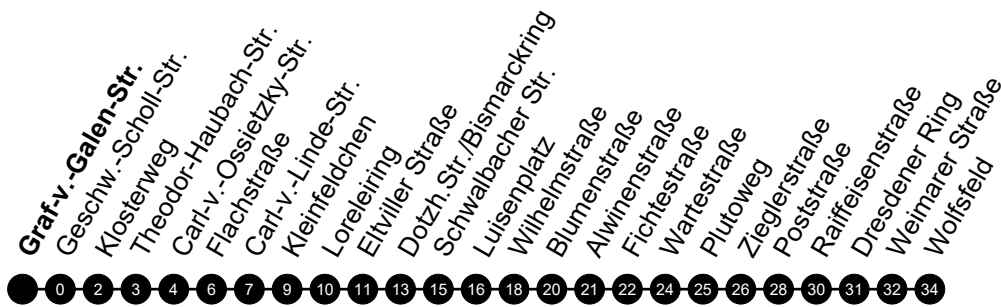 Graf-v.-Galen-Str.
Geschw.-Scholl-Str.
Klosterweg
Theodor-Haubach-Str.
Carl-v.-Ossietzky-Str.
Flachstraße
Carl-v.-Linde-Str.
Kleinfeldchen
Loreleiring
Eltviller Straße
Dotzh.Str./Bismarckring
Schwalbacher Str.
Luisenplatz
Wilhelmstraße
Blumenstraße
Alwinenstraße
Fichtestraße
Wartestraße
Plutoweg
Zieglerstraße
Poststraße
Raiffeisenstraße
Dresdener Ring
Weimarer Straße
Wolfsfeld
0 2 3 4 6 7 9 10 11 13 15 16 18 20 21 22 24 25 26 28 30 31 32 34